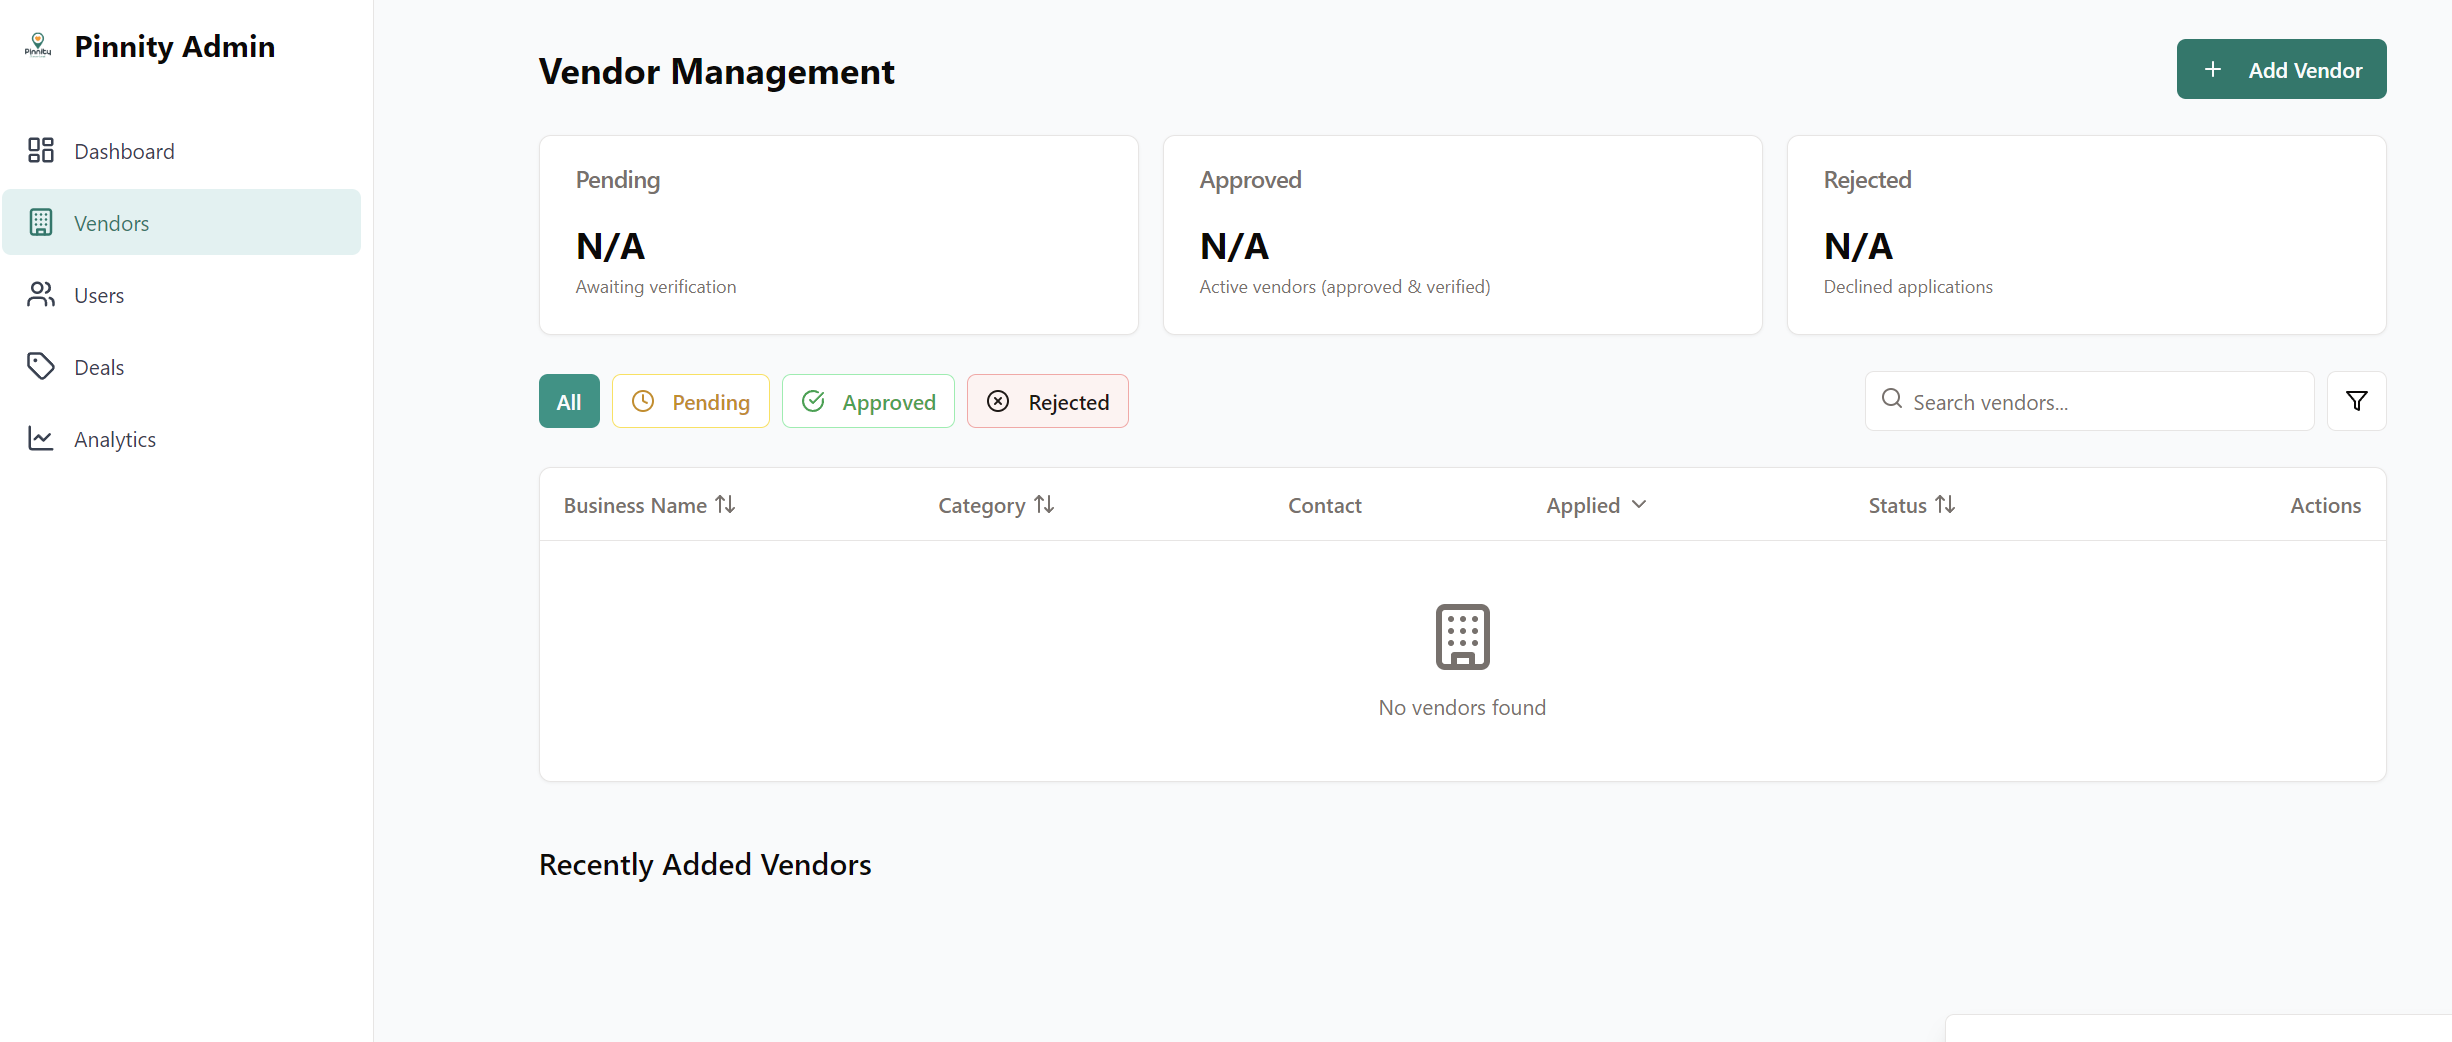 Pinnity
Pinnity Admin
Dashboard
Vendors
Users
Deals
Analytics
Vendor Management
Add Vendor
Pending
N/A
Awaiting verification
Approved
N/A
Active vendors (approved & verified)
Rejected
N/A
Declined applications
All
Pending
Approved
Rejected
Search vendors...
Business Name
Category
Contact
Applied
Status
Actions
No vendors found
Recently Added Vendors